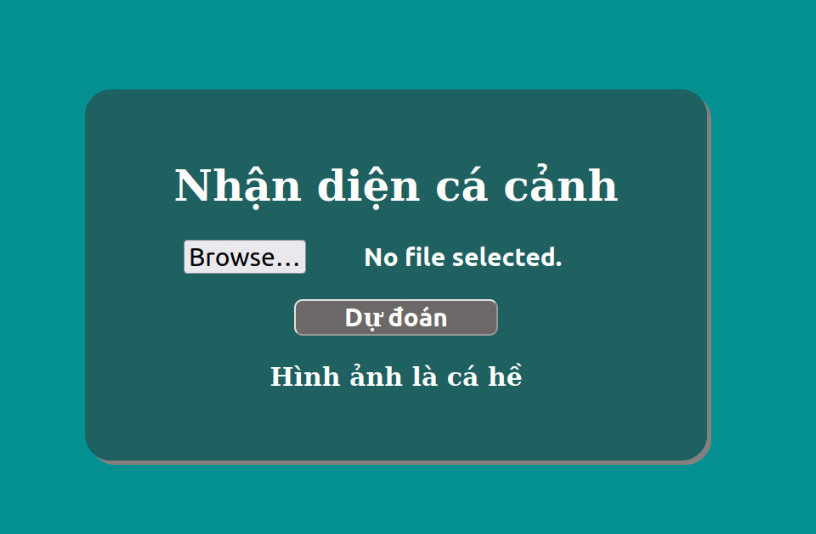 Nhận diện cá cảnh
Browse... No file selected.
Dự đoán
Hình ảnh là cá hề